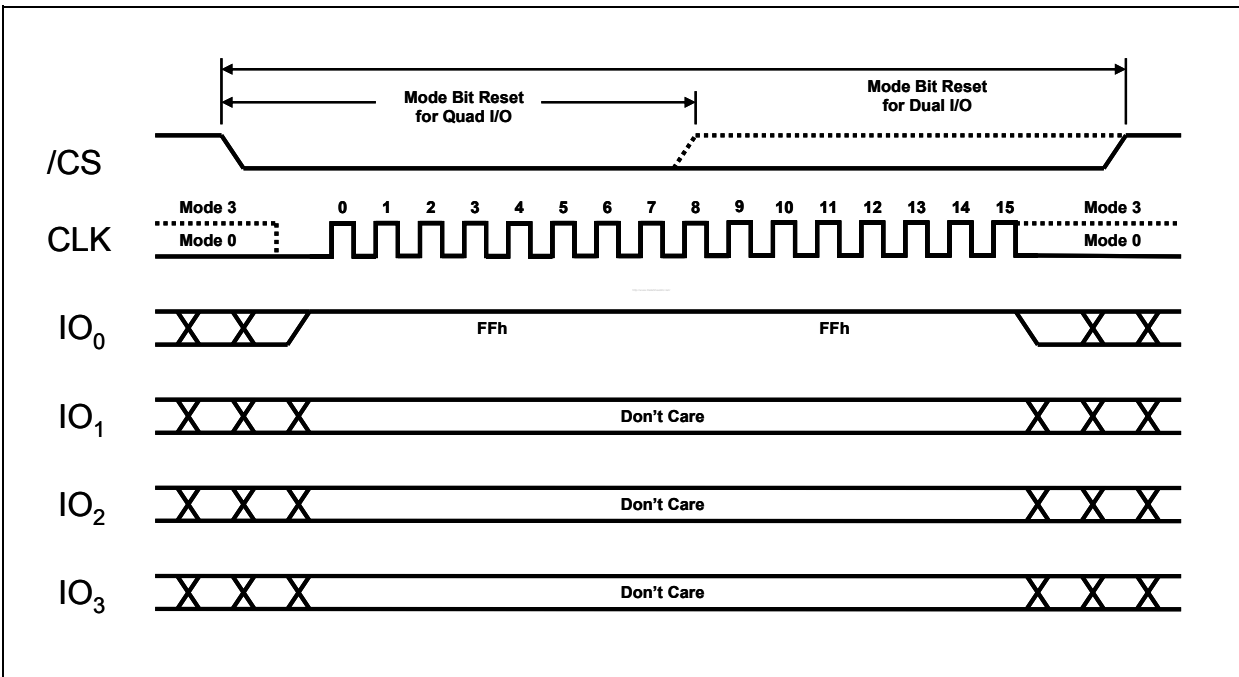 Mode Bit Reset
for Quad I/O
Mode Bit Reset
for Dual I/O
/CS
Mode 3
0 1 2 3 4 5 6 7 8 9 10 11 12 13 14 15
Mode 3
CLK
Mode 0
Mode 0
IO0
FFh
FFh
IO1
Don't Care
IO2
Don't Care
IO3
Don't Care